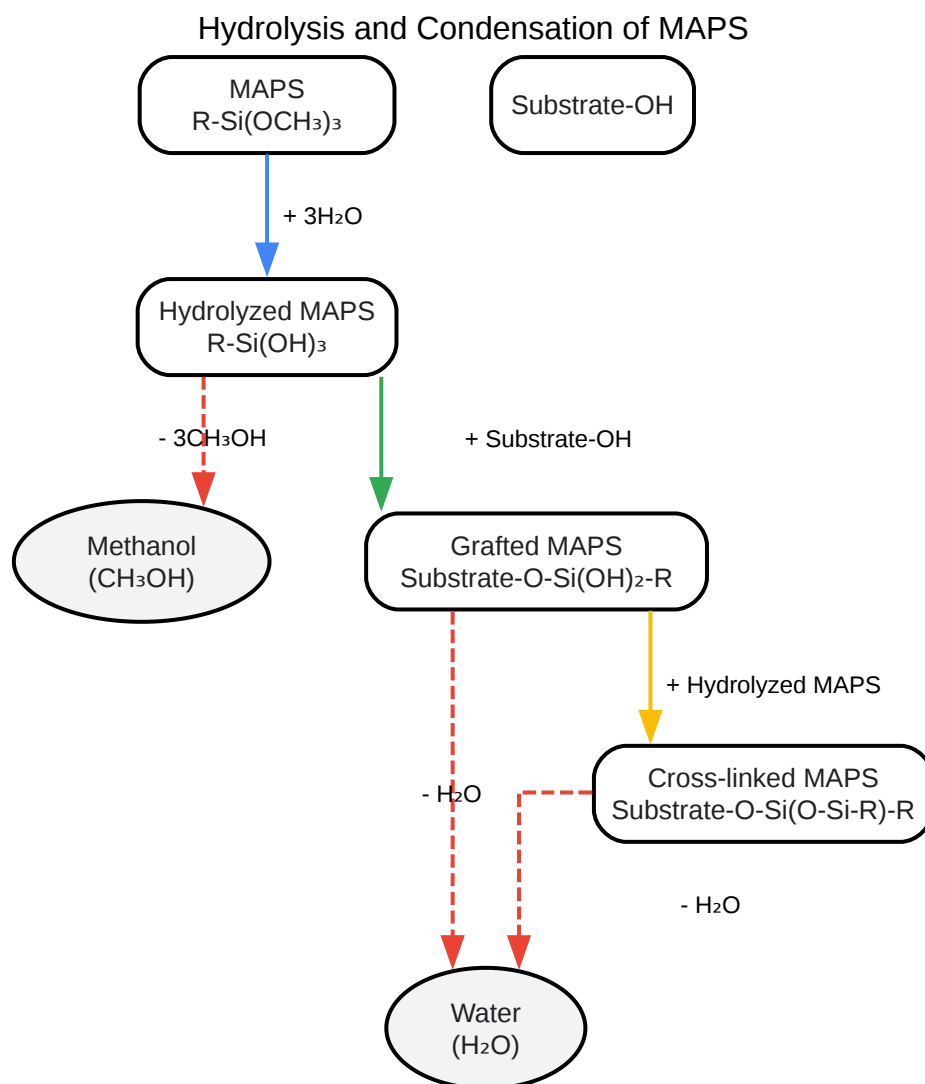 Hydrolysis and Condensation of MAPS
MAPS
R-Si(OCH₃)₃
Substrate-OH
+ 3H₂O
Hydrolyzed MAPS
R-Si(OH)₃
- 3CH₃OH
+ Substrate-OH
Methanol
(CH₃OH)
Grafted MAPS
Substrate-O-Si(OH)₂-R
+ Hydrolyzed MAPS
Cross-linked MAPS
Substrate-O-Si(O-Si-R)-R
- H₂O
- H₂O
Water
(H₂O)